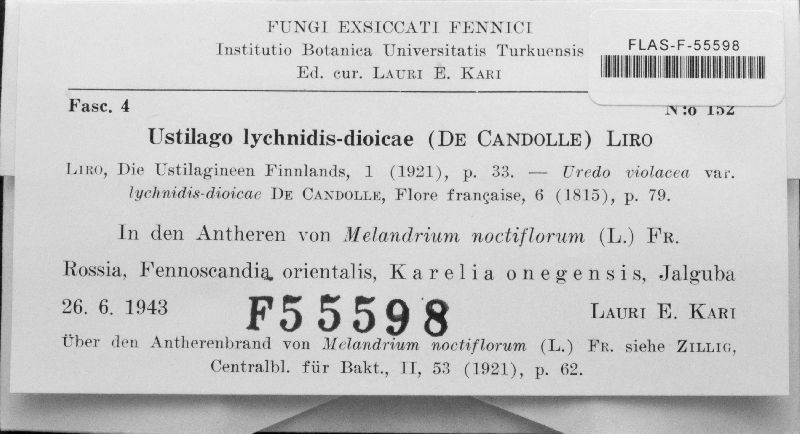 FUNGI EXSICCATI FENNICI
Institutio Botanica Universitatis Turkuensis
Ed. cur. LAURI E. KARI
FLAS-F-55598
Fasc. 4 N:o 152
Ustilago lychnidis-dioicae (DE CANDOLLE) LIRO
LIRO, Die Ustilagineen Finnlands, 1 (1921), p. 33. — Uredo violacea var.
lychnidis-dioicae DE CANDOLLE, Flore française, 6 (1815), p. 79.
In den Antheren von Melandrium noctiflorum (L.) FR.
Rossia, Fennoscandia orientalis, Karelia onegensis, Jalguba
26. 6. 1943 F55598 LAURI E. KARI
Über den Antherenbrand von Melandrium noctiflorum (L.) FR. siehe ZILLIG,
Centralbl. für Bakt., II, 53 (1921), p. 62.